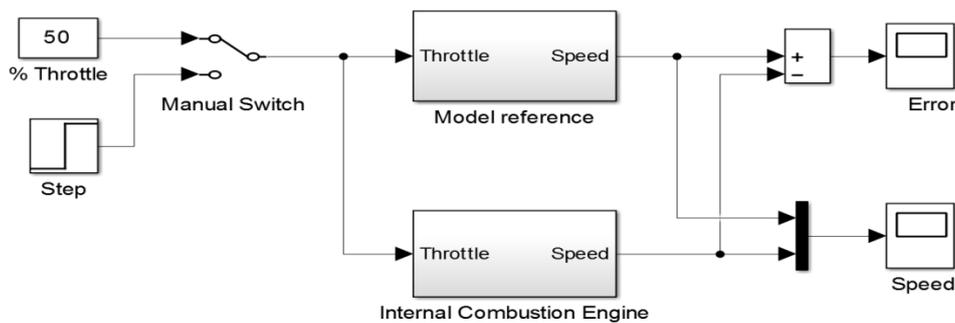 50
% Throttle
Manual Switch
Step
Throttle
Speed
Model reference
+
−
Error
Throttle
Speed
Internal Combustion Engine
Speed